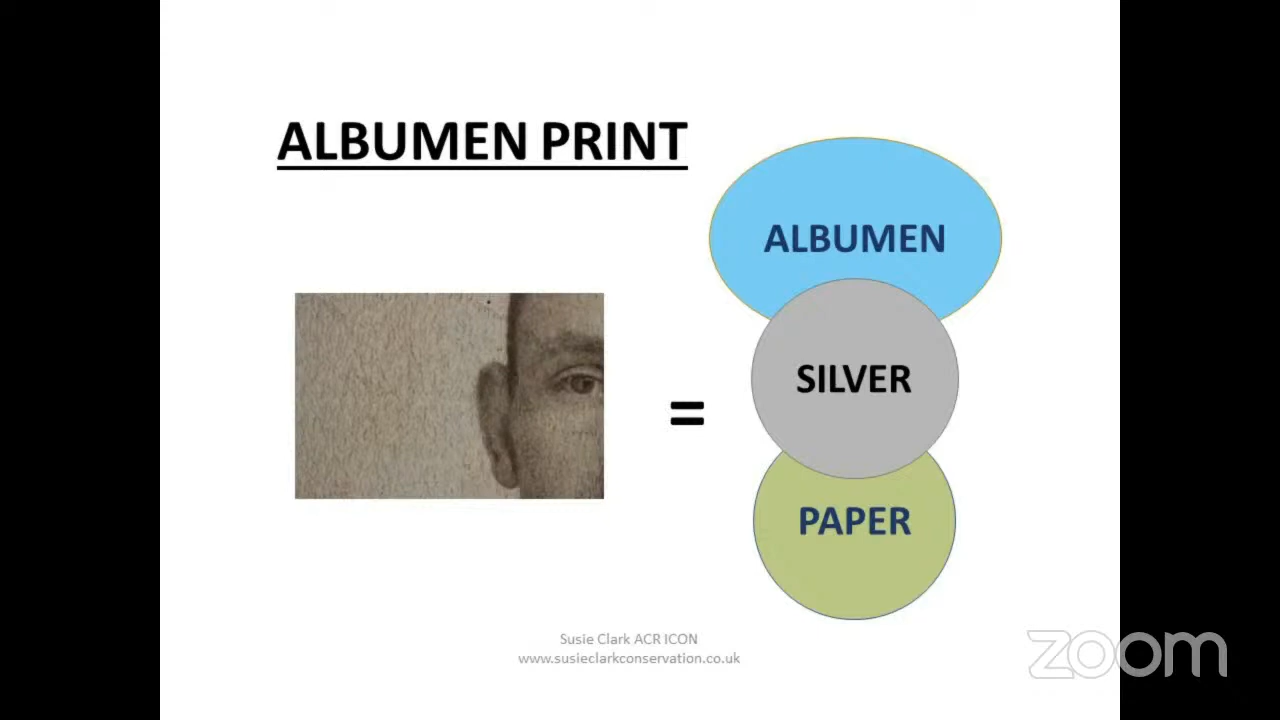 ALBUMEN PRINT
ALBUMEN
SILVER
=
PAPER
Susie Clark ACR ICON
www.susieclarkconservation.co.uk
zoom